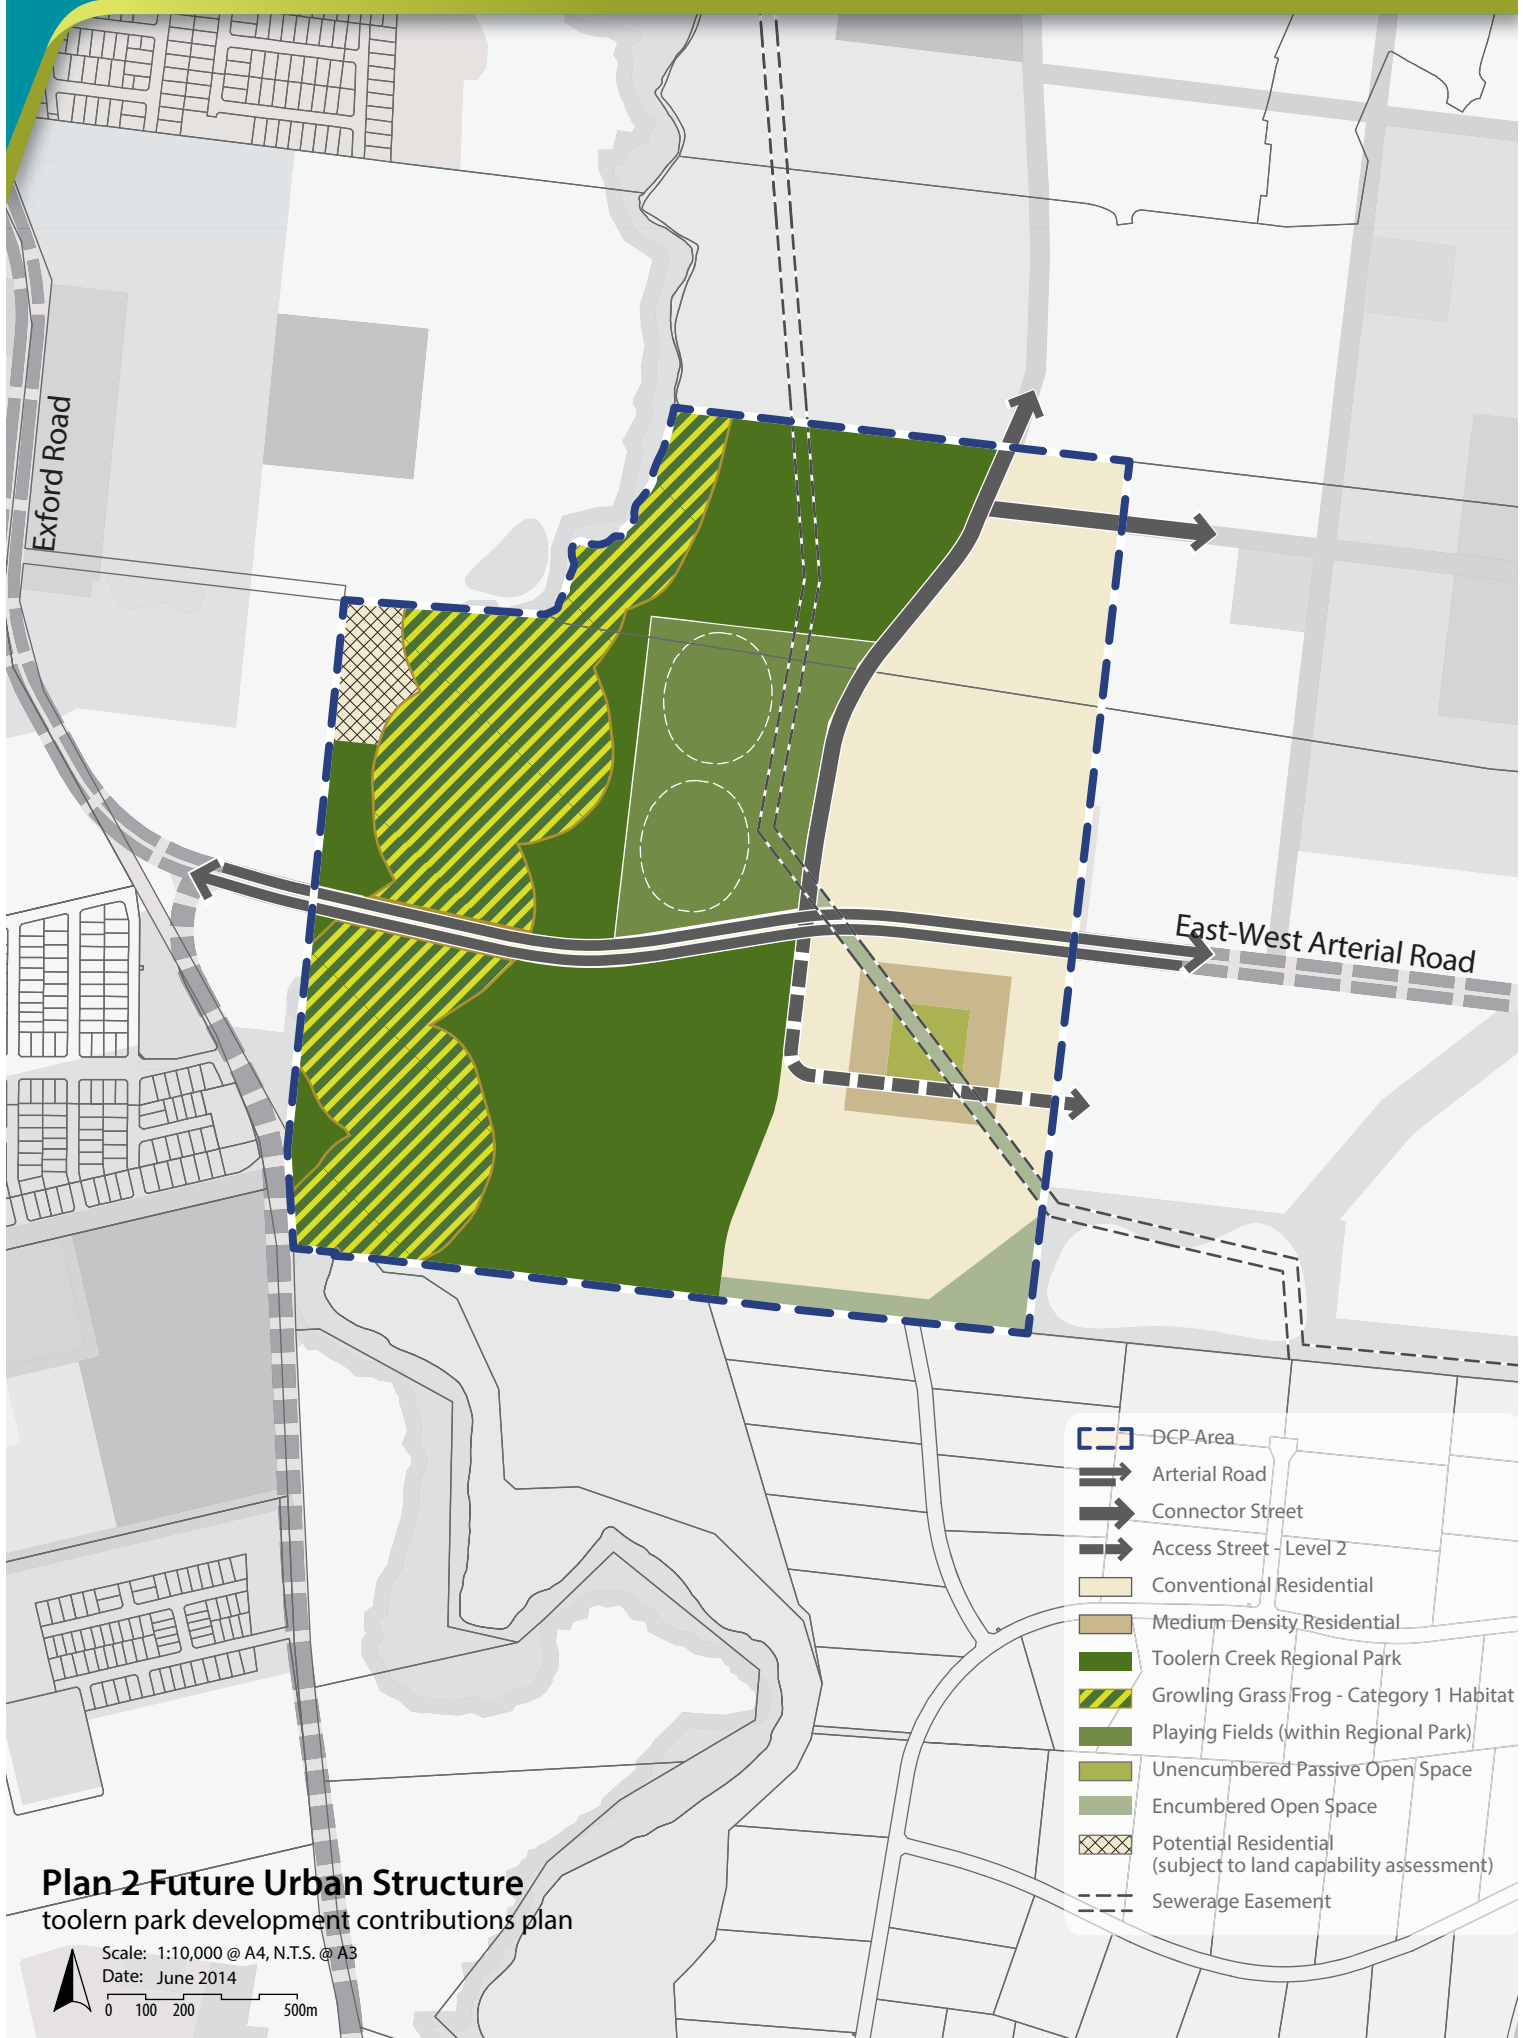 Exford Road
East-West Arterial Road
DCP Area
Arterial Road
Connector Street
Access Street - Level 2
Conventional Residential
Medium Density Residential
Toolern Creek Regional Park
Growling Grass Frog - Category 1 Habitat
Playing Fields (within Regional Park)
Unencumbered Passive Open Space
Encumbered Open Space
Potential Residential
(subject to land capability assessment)
Sewerage Easement
Plan 2 Future Urban Structure
toolern park development contributions plan
Scale: 1:10,000 @ A4, N.T.S. @ A3
Date: June 2014
0 100 200 500m